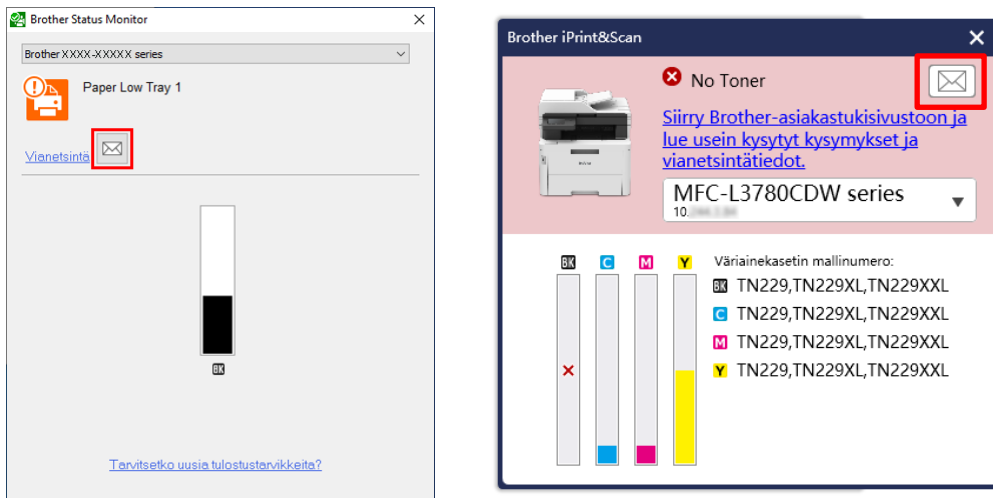 Brother Status Monitor
Brother XXXX-XXXXX series
Paper Low Tray 1
Vianetsintä
BK
Tarvitsetko uusia tulostustarvikkeita?
Brother iPrint&Scan
No Toner
Siirry Brother-asiakastukisivustoon ja
lue usein kysytyt kysymykset ja
vianetsintätiedot.
MFC-L3780CDW series
10.
BK C M Y
Väriainekasetin mallinumero:
BK TN229,TN229XL,TN229XXL
C TN229,TN229XL,TN229XXL
M TN229,TN229XL,TN229XXL
Y TN229,TN229XL,TN229XXL